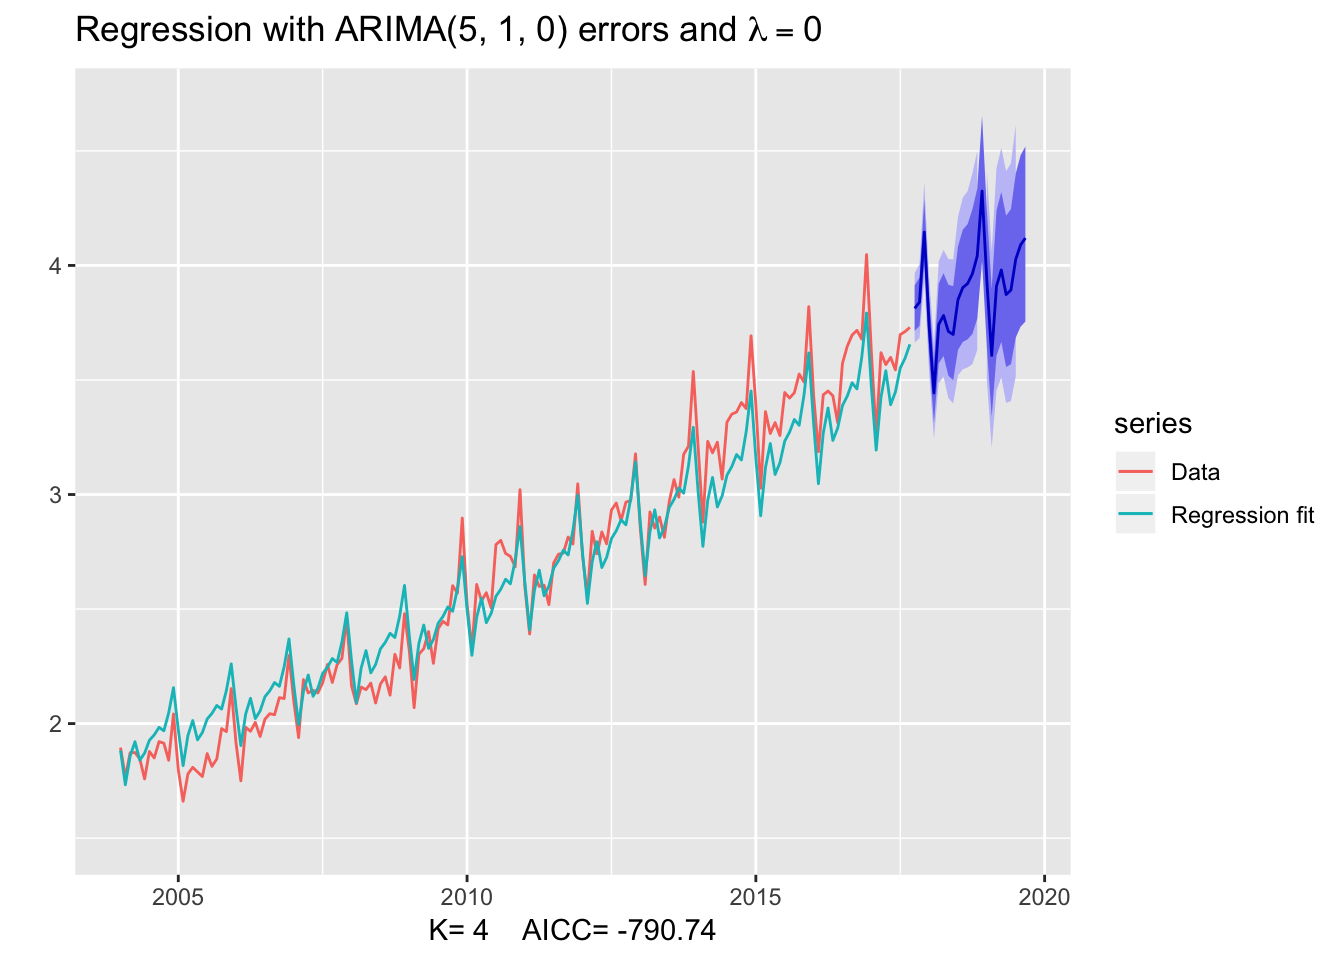 Regression with ARIMA(5, 1, 0) errors and λ = 0
4
3
2
2005 2010 2015 2020
K= 4 AICC= -790.74
series
Data
Regression fit